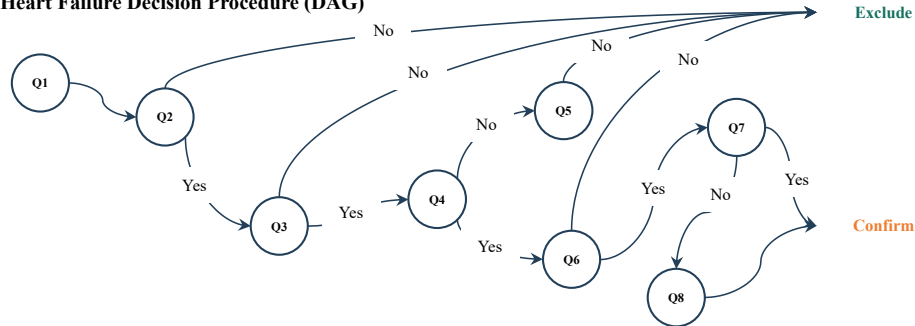 Heart Failure Decision Procedure (DAG)
Exclude
No
No
No
No
Q1
Q2
Q5
Q7
No
Yes
Yes
Yes
No
Yes
Q4
Q3
Yes
Confirm
Q6
Q8